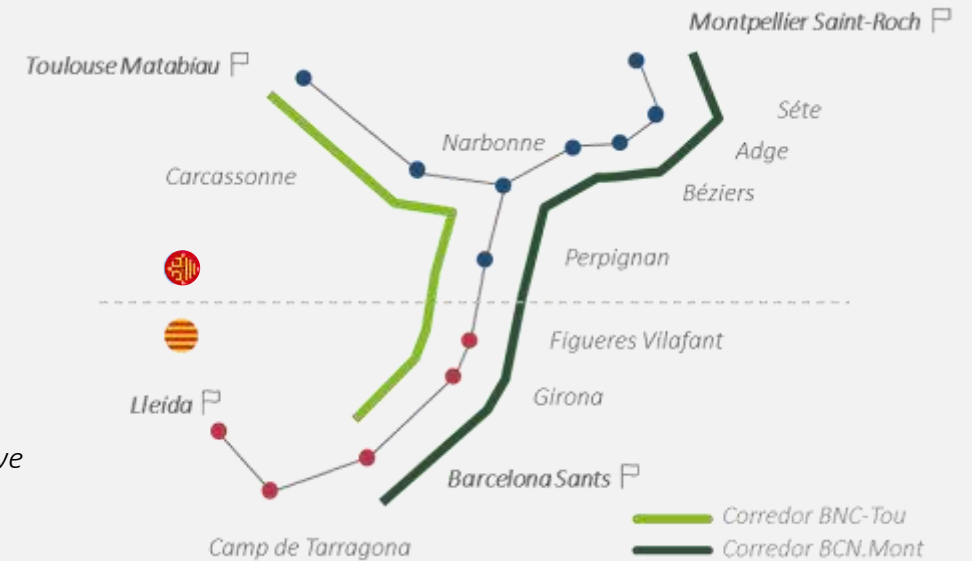 Montpellier Saint-Roch
Toulouse Matabiau
Séte
Narbonne
Adge
Carcassonne
Béziers
Perpignan
Figueres Vilafant
Girona
Lleida
ve
Barcelona Sants
Corredor BNC-Tou
Camp de Tarragona
Corredor BCN.Mont